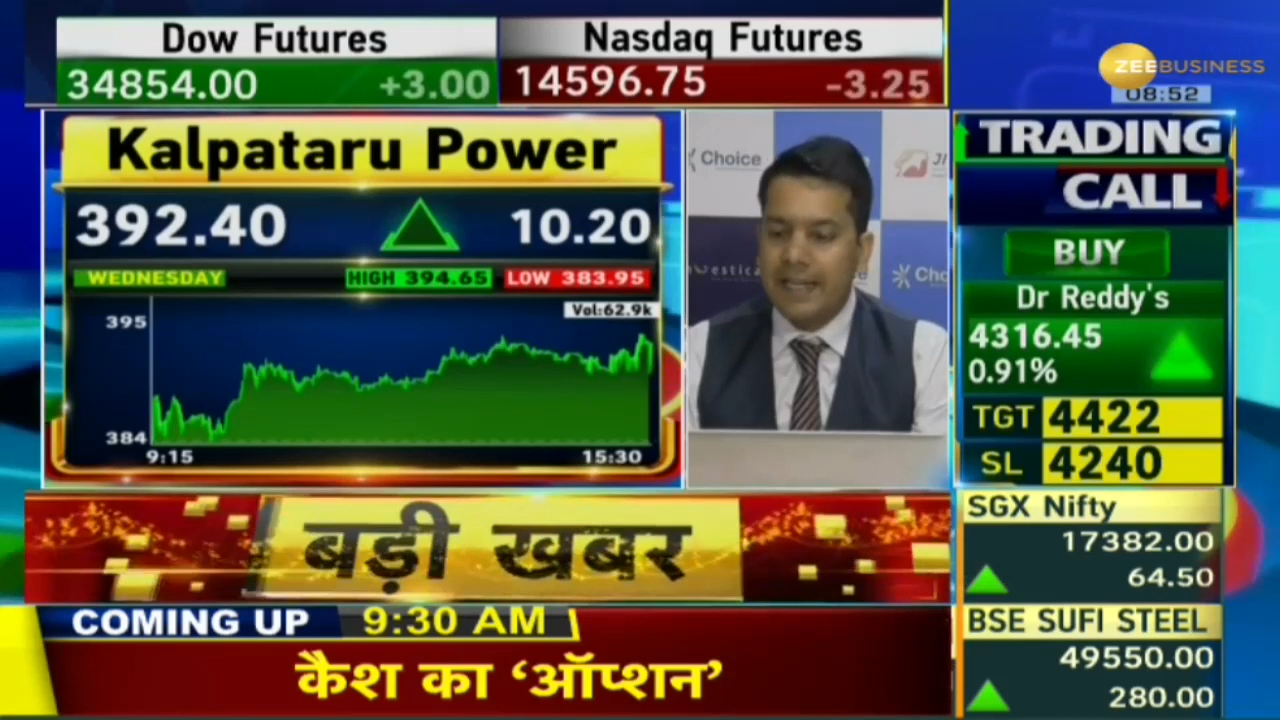 Dow Futures
34854.00 +3.00
Nasdaq Futures
14596.75 -3.25
ZEEBUSINESS
08:52
Kalpataru Power
392.40 10.20
WEDNESDAY HIGH 394.65 LOW 383.95
Vol:62.9k
395
384
9:15 15:30
Choice
TRADING
CALL
BUY
Dr Reddy's
4316.45
0.91%
TGT 4422
SL 4240
SGX Nifty
17382.00
64.50
BSE SUFI STEEL
49550.00
280.00
बड़ी खबर
COMING UP 9:30 AM
कैश का ‘ऑप्शन’